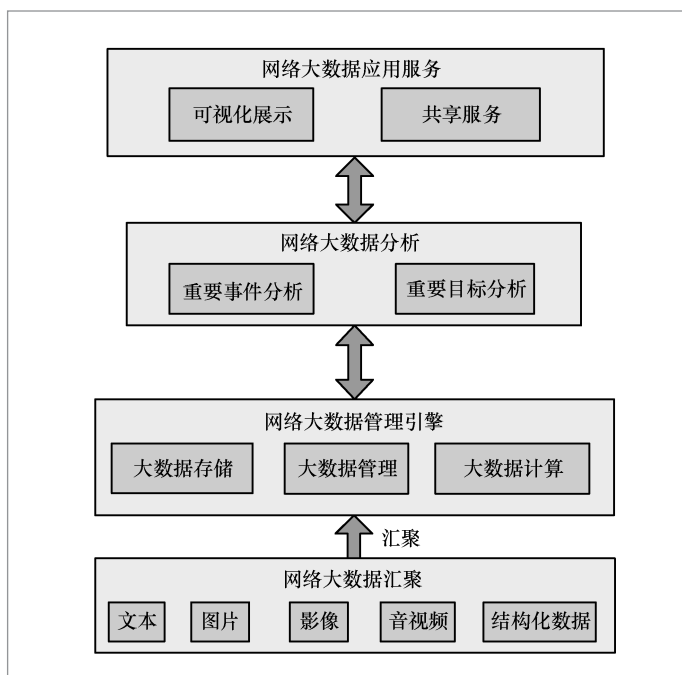 网络大数据应用服务
可视化展示
共享服务
网络大数据分析
重要事件分析
重要目标分析
网络大数据管理引擎
大数据存储
大数据管理
大数据计算
汇聚
网络大数据汇聚
文本
图片
影像
音视频
结构化数据